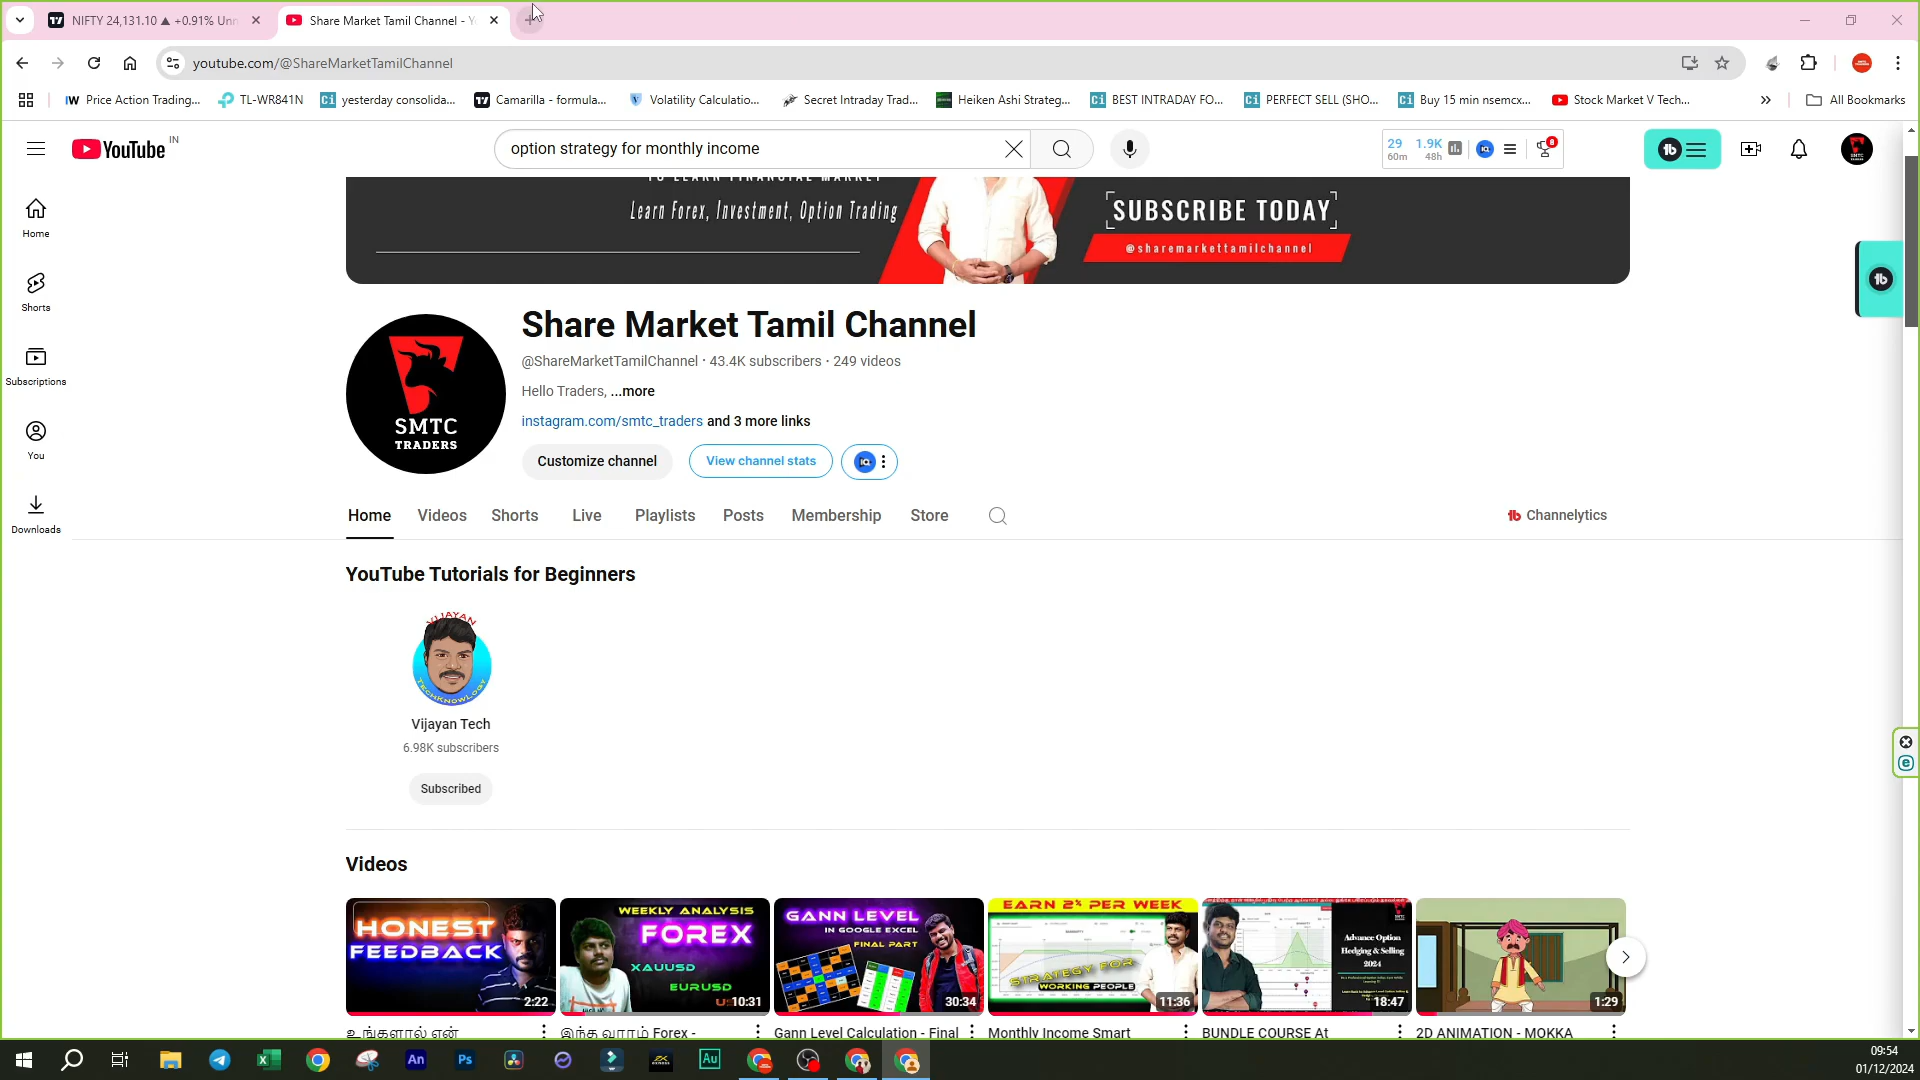 NIFTY 24,131.10 ▲ +0.91% Unn
Share Market Tamil Channel - Y
youtube.com/@ShareMarketTamilChannel
Price Action Trading...
TL-WR841N
yesterday consolida...
Camarilla - formula...
Volatility Calculatio...
Secret Intraday Trad...
Heiken Ashi Strateg...
BEST INTRADAY FO...
PERFECT SELL (SHO...
Buy 15 min nsemcx...
Stock Market V Tech...
All Bookmarks
YouTube IN
option strategy for monthly income
29 1.9K
60m 48h
TO LEARN FINANCIAL MARKET
Learn Forex, Investment, Option Trading
SUBSCRIBE TODAY
@sharemarkettamilchannel
Home
Shorts
Subscriptions
You
Downloads
SMTC
TRADERS
Share Market Tamil Channel
@ShareMarketTamilChannel · 43.4K subscribers · 249 videos
Hello Traders, ...more
instagram.com/smtc_traders and 3 more links
Customize channel
View channel stats
Home Videos Shorts Live Playlists Posts Membership Store
Channelytics
YouTube Tutorials for Beginners
VIJAYAN
TECHKNOWLOGY
Vijayan Tech
6.98K subscribers
Subscribed
Videos
HONEST
FEEDBACK
2:22
WEEKLY ANALYSIS
FOREX
XAUUSD
EURUSD
10:31
GANN LEVEL
IN GOOGLE EXCEL
FINAL PART
30:34
EARN 2% PER WEEK
STRATEGY FOR
WORKING PEOPLE
11:36
Advance Option
Hedging & Selling
2024
18:47
1:29
உங்களால் என்
இந்த வாரம் Forex -
Gann Level Calculation - Final
Monthly Income Smart
BUNDLE COURSE At
2D ANIMATION - MOKKA
09:54
01/12/2024